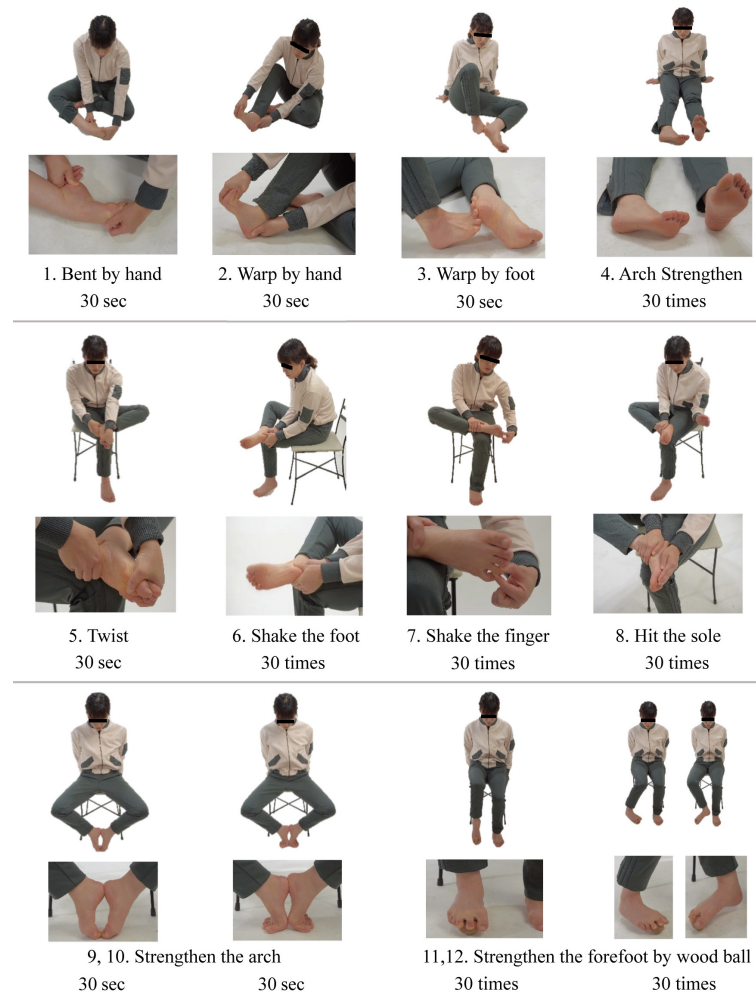 1. Bent by hand
30 sec
2. Warp by hand
30 sec
3. Warp by foot
30 sec
4. Arch Strengthen
30 times
5. Twist
30 sec
6. Shake the foot
30 times
7. Shake the finger
30 times
8. Hit the sole
30 times
9, 10. Strengthen the arch
30 sec
30 sec
11,12. Strengthen the forefoot by wood ball
30 times
30 times